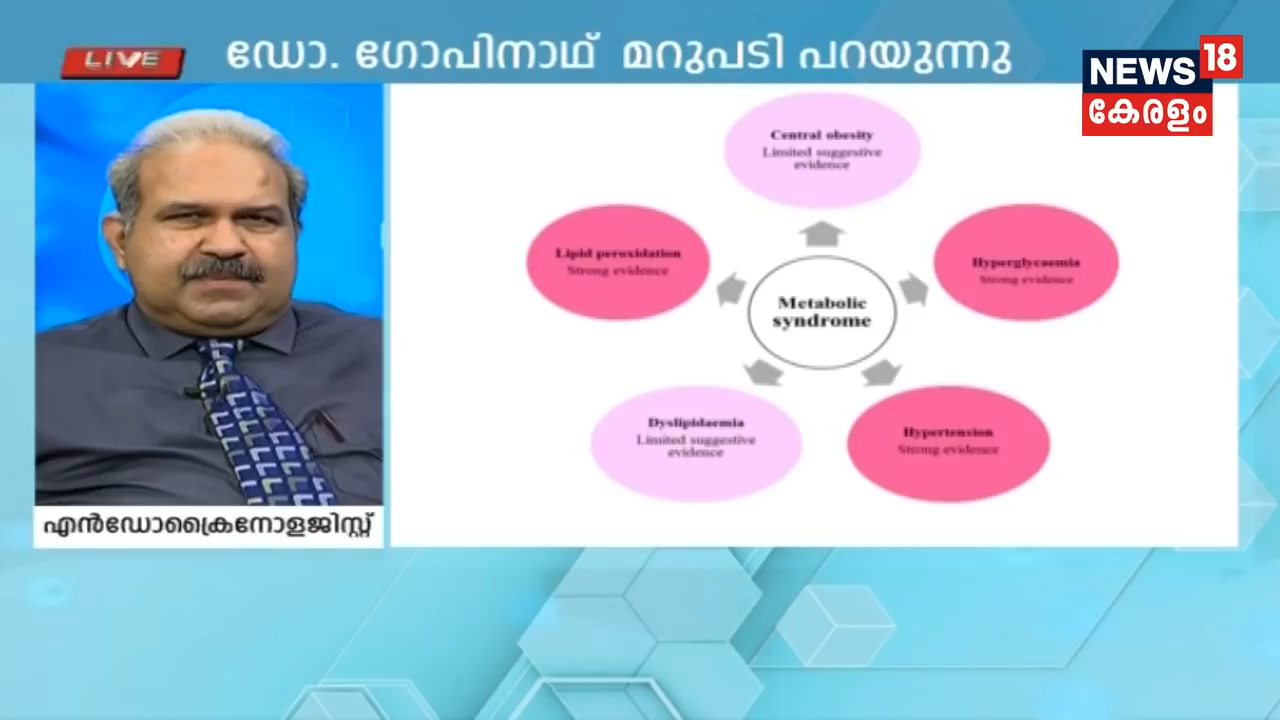 LIVE
ഡോ. ഗോപിനാഥ് മറുപടി പറയുന്നു
NEWS 18
കേരളം
Central obesity
Limited suggestive
evidence
Lipid peroxidation
Strong evidence
Hyperglycaemia
Strong evidence
Metabolic
syndrome
Dyslipidaemia
Limited suggestive
evidence
Hypertension
Strong evidence
എൻഡോക്രൈനോളജിസ്റ്റ്